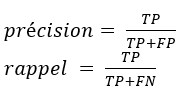 précision = TP / TP+FP
rappel = TP / TP+FN